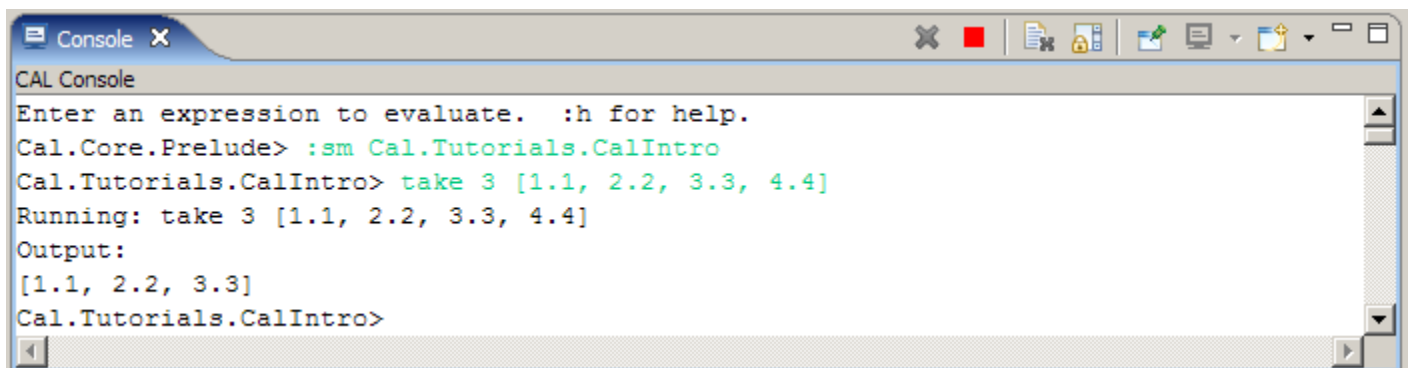 Console
CAL Console
Enter an expression to evaluate.  :h for help.
Cal.Core.Prelude> :sm Cal.Tutorials.CalIntro
Cal.Tutorials.CalIntro> take 3 [1.1, 2.2, 3.3, 4.4]
Running: take 3 [1.1, 2.2, 3.3, 4.4]
Output:
[1.1, 2.2, 3.3]
Cal.Tutorials.CalIntro>